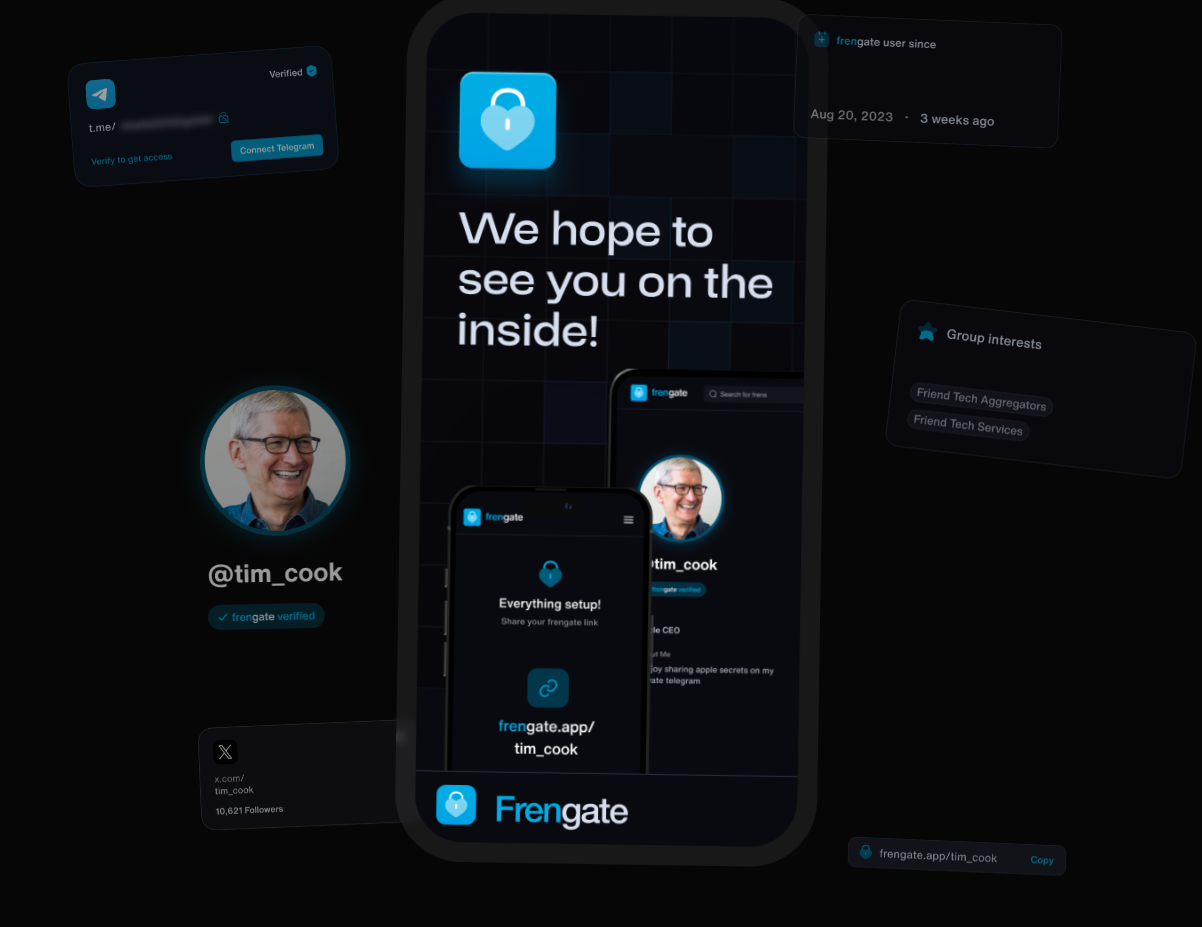 Verified
t.me/
Verify to get access
Connect Telegram
frengate user since
Aug 20, 2023 · 3 weeks ago
We hope to
see you on the
inside!
Group interests
Friend Tech Aggregators
Friend Tech Services
@tim_cook
frengate verified
frengate
Search for frens
tim_cook
frengate verified
le CEO
ut Me
joy sharing apple secrets on my
ate telegram
frengate
Everything setup!
Share your frengate link
frengate.app/
tim_cook
x.com/
tim_cook
10,621 Followers
Frengate
frengate.app/tim_cook
Copy